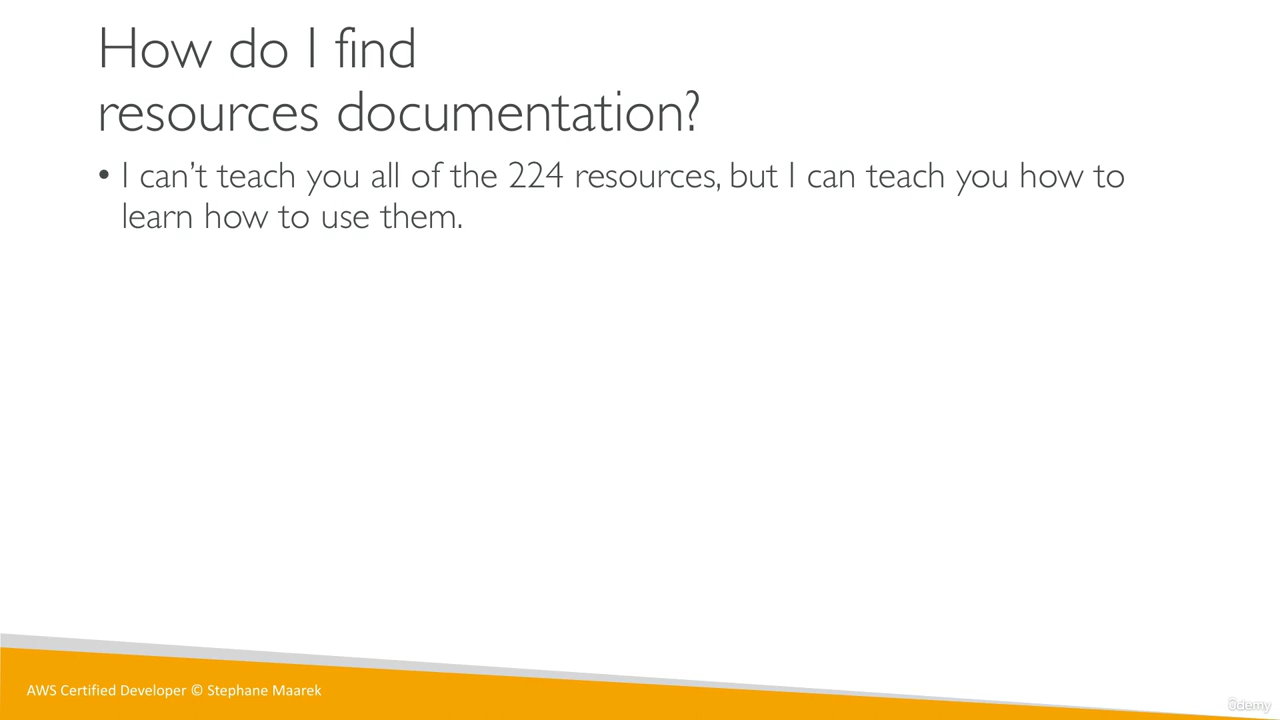 How do I find
resources documentation?
• I can’t teach you all of the 224 resources, but I can teach you how to
learn how to use them.
AWS Certified Developer © Stephane Maarek
ûdemy